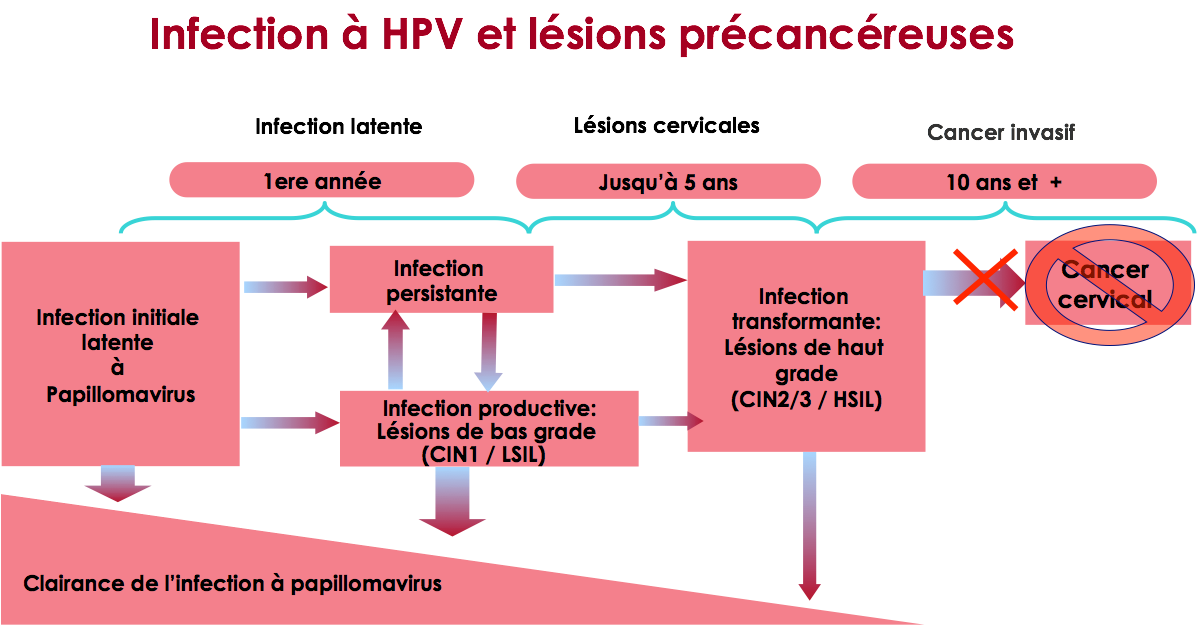 Infection à HPV et lésions précancéreuses
Infection latente
Lésions cervicales
Cancer invasif
1ere année
Jusqu'à 5 ans
10 ans et +
Infection initiale
latente
à
Papillomavirus
Infection
persistante
Infection productive:
Lésions de bas grade
(CIN1 / LSIL)
Infection
transformante:
Lésions de haut
grade
(CIN2/3 / HSIL)
Cancer
cervical
Clairance de l'infection à papillomavirus